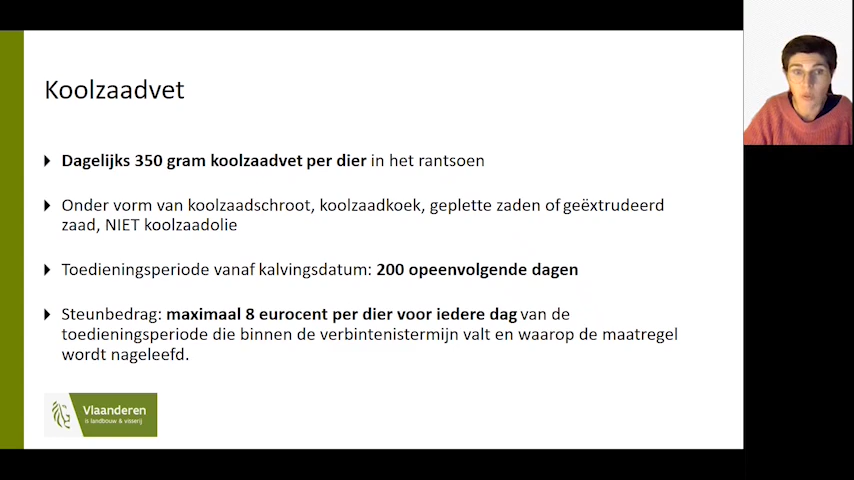 Koolzaadvet
Dagelijks 350 gram koolzaadvet per dier in het rantsoen
Onder vorm van koolzaadschroot, koolzaadkoek, geplette zaden of geëxtrudeerd
zaad, NIET koolzaadolie
Toedieningsperiode vanaf kalvingsdatum: 200 opeenvolgende dagen
Steunbedrag: maximaal 8 eurocent per dier voor iedere dag van de
toedieningsperiode die binnen de verbintenistermijn valt en waarop de maatregel
wordt nageleefd.
Vlaanderen
is landbouw & visserij